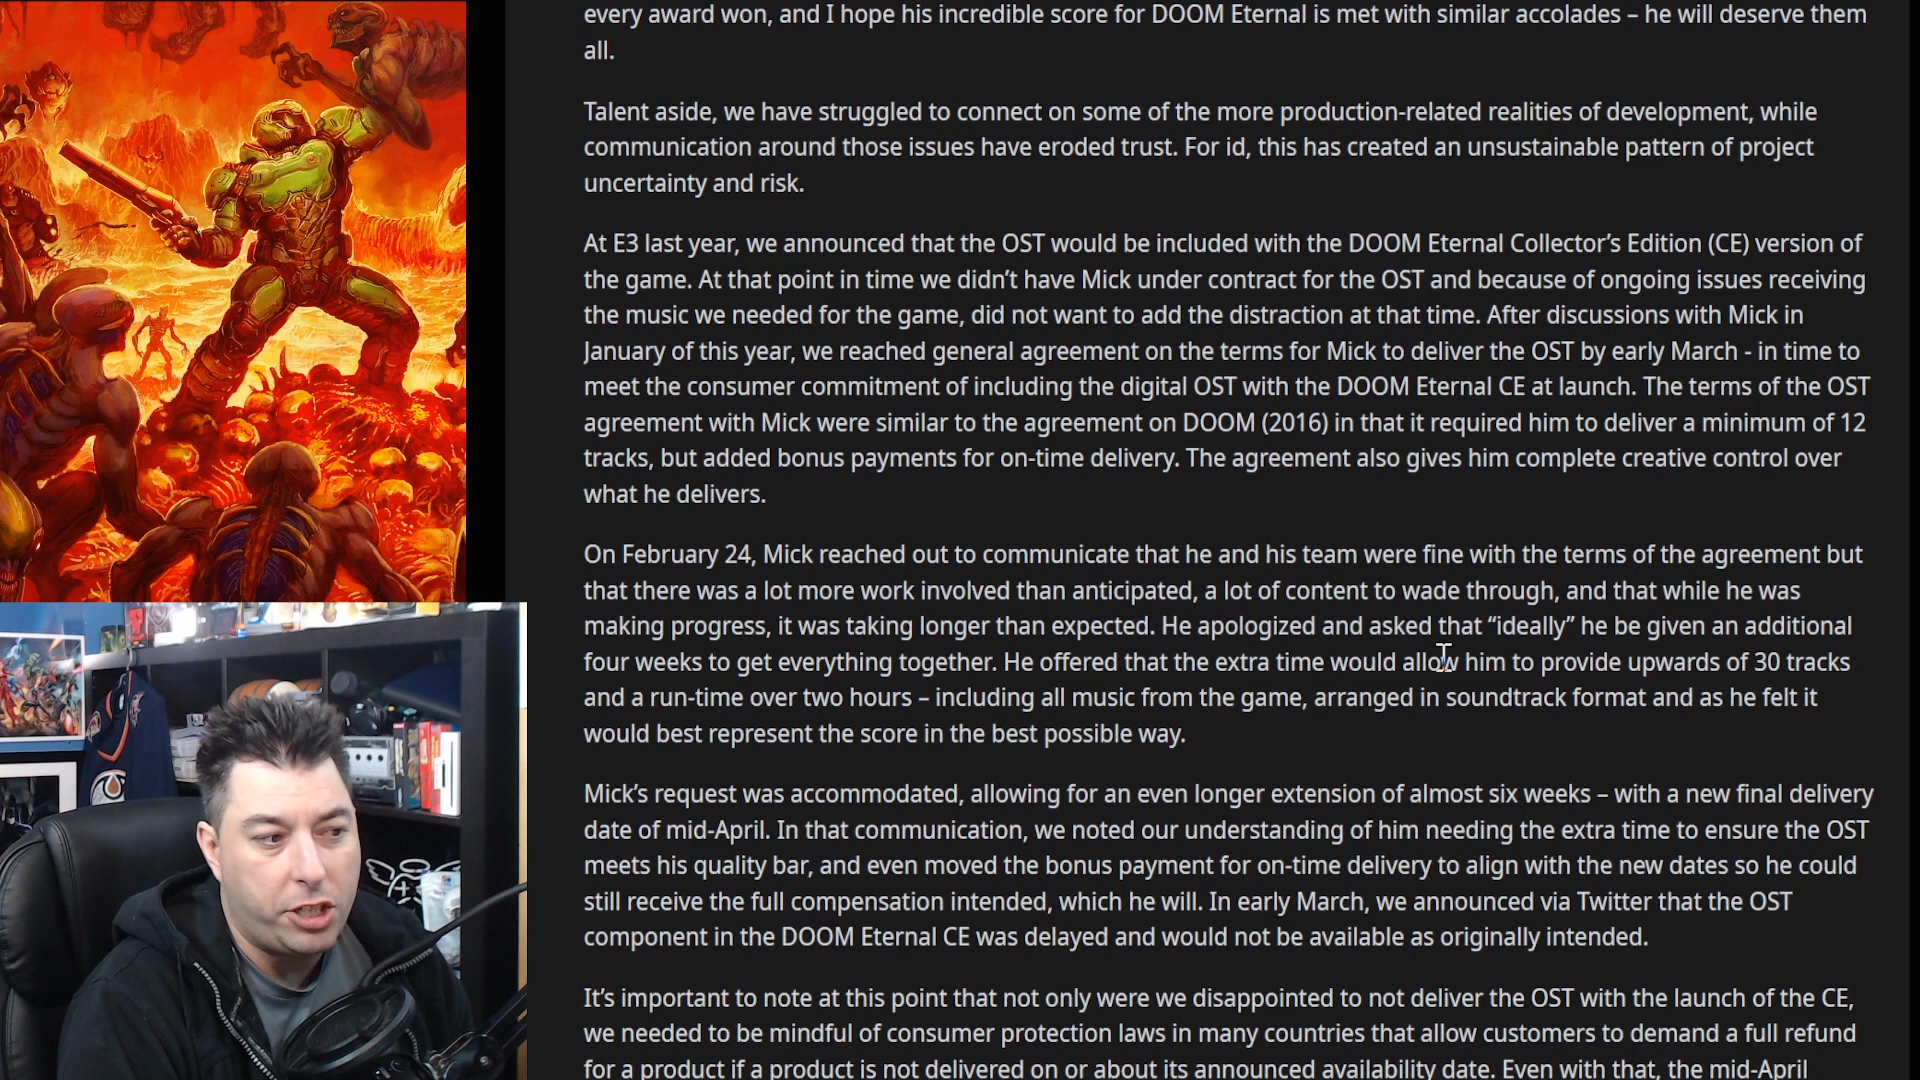 every award won, and I hope his incredible score for DOOM Eternal is met with similar accolades – he will deserve them
all.
Talent aside, we have struggled to connect on some of the more production-related realities of development, while
communication around those issues have eroded trust. For id, this has created an unsustainable pattern of project
uncertainty and risk.
At E3 last year, we announced that the OST would be included with the DOOM Eternal Collector’s Edition (CE) version of
the game. At that point in time we didn’t have Mick under contract for the OST and because of ongoing issues receiving
the music we needed for the game, did not want to add the distraction at that time. After discussions with Mick in
January of this year, we reached general agreement on the terms for Mick to deliver the OST by early March - in time to
meet the consumer commitment of including the digital OST with the DOOM Eternal CE at launch. The terms of the OST
agreement with Mick were similar to the agreement on DOOM (2016) in that it required him to deliver a minimum of 12
tracks, but added bonus payments for on-time delivery. The agreement also gives him complete creative control over
what he delivers.
On February 24, Mick reached out to communicate that he and his team were fine with the terms of the agreement but
that there was a lot more work involved than anticipated, a lot of content to wade through, and that while he was
making progress, it was taking longer than expected. He apologized and asked that “ideally” he be given an additional
four weeks to get everything together. He offered that the extra time would allow him to provide upwards of 30 tracks
and a run-time over two hours – including all music from the game, arranged in soundtrack format and as he felt it
would best represent the score in the best possible way.
Mick’s request was accommodated, allowing for an even longer extension of almost six weeks – with a new final delivery
date of mid-April. In that communication, we noted our understanding of him needing the extra time to ensure the OST
meets his quality bar, and even moved the bonus payment for on-time delivery to align with the new dates so he could
still receive the full compensation intended, which he will. In early March, we announced via Twitter that the OST
component in the DOOM Eternal CE was delayed and would not be available as originally intended.
It’s important to note at this point that not only were we disappointed to not deliver the OST with the launch of the CE,
we needed to be mindful of consumer protection laws in many countries that allow customers to demand a full refund
for a product if a product is not delivered on or about its announced availability date. Even with that, the mid-April